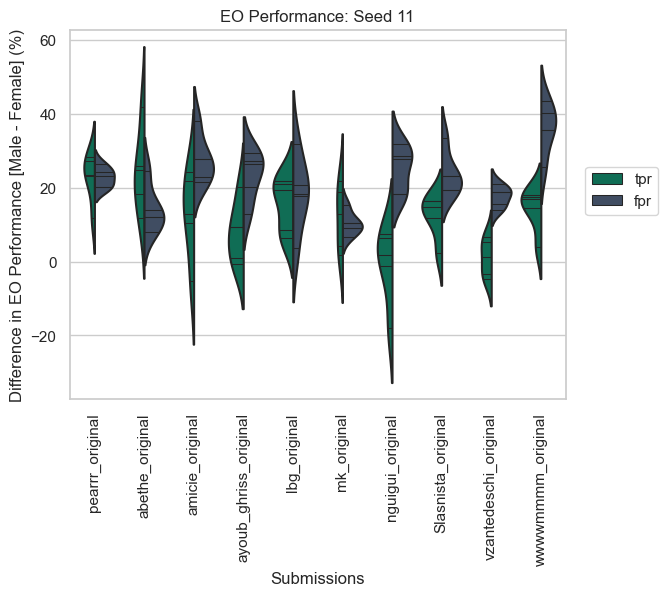 EO Performance: Seed 11
Difference in EO Performance [Male - Female] (%)
60
40
20
0
−20
pearrr_original
abethe_original
amicie_original
ayoub_ghriss_original
lbg_original
mk_original
nguigui_original
Slasnista_original
vzantedeschi_original
wwwwmmmm_original
Submissions
tpr
fpr